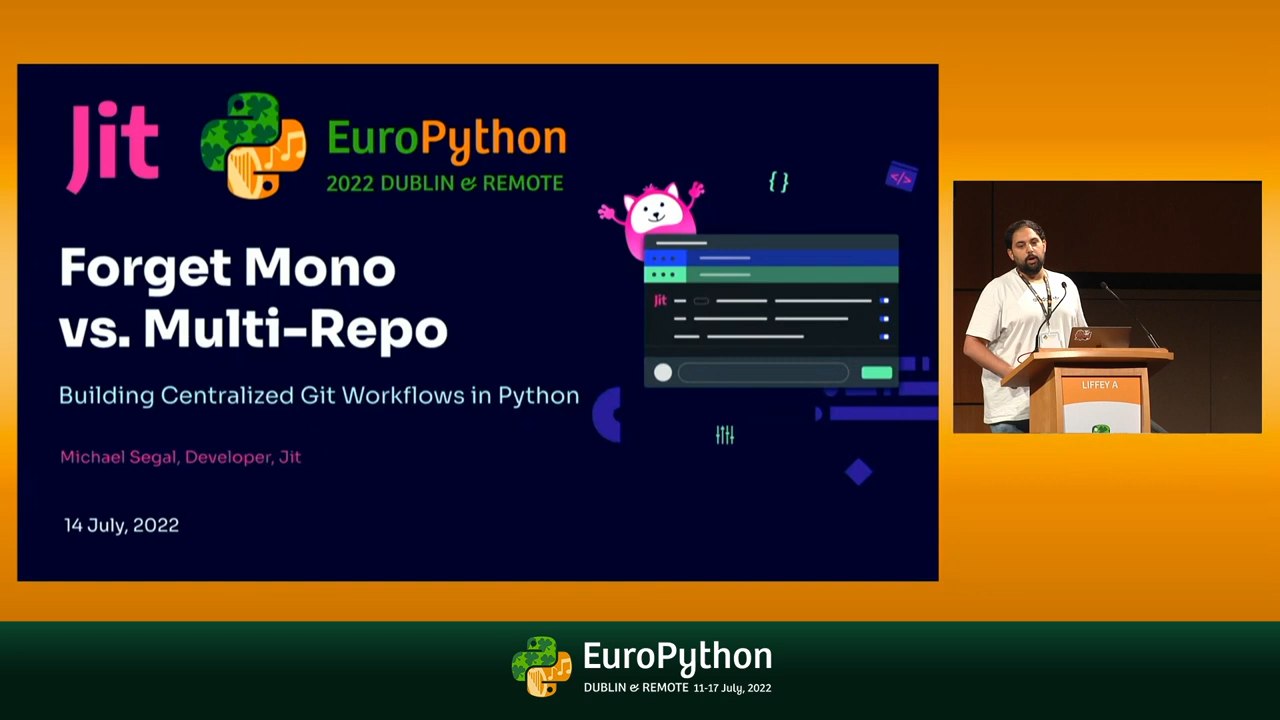 Jit
EuroPython
2022 DUBLIN & REMOTE
</>
{ }
Forget Mono
vs. Multi-Repo
Jit
Building Centralized Git Workflows in Python
Michael Segal, Developer, Jit
14 July, 2022
LIFFEY A
EuroPython
DUBLIN & REMOTE 11-17 July, 2022